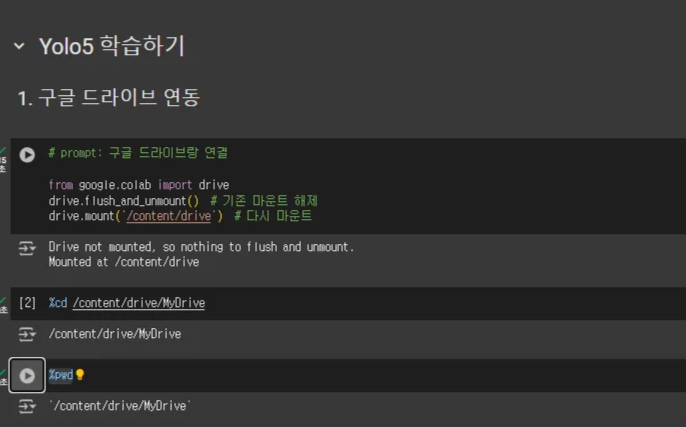 Yolo5 학습하기
1. 구글 드라이브 연동
# prompt: 구글 드라이브랑 연결
from google.colab import drive
drive.flush_and_unmount() # 기존 마운트 해제
drive.mount('/content/drive') # 다시 마운트
Drive not mounted, so nothing to flush and unmount.
Mounted at /content/drive
[2] %cd /content/drive/MyDrive
/content/drive/MyDrive
%pwd
'/content/drive/MyDrive'